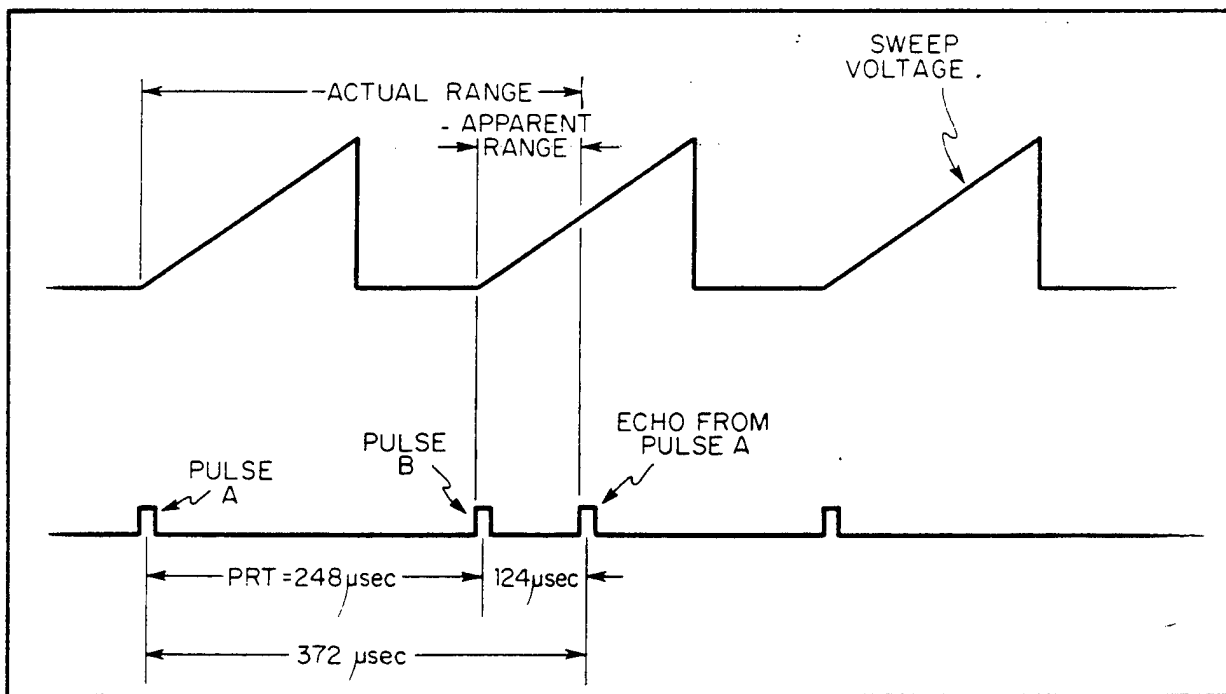 SWEEP
VOLTAGE.
ACTUAL RANGE
APPARENT
RANGE
ECHO FROM
PULSE A
PULSE
B
PULSE
A
PRT = 248 µsec
124 µsec
372 µsec